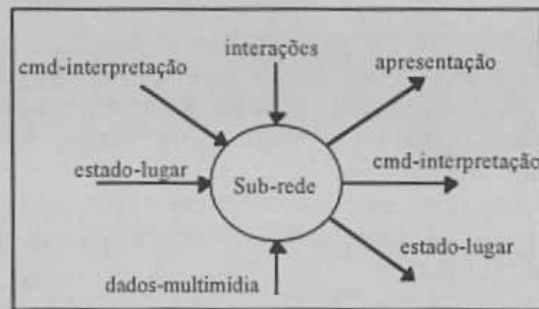 interações
cmd-interpretação
apresentação
estado-lugar
Sub-rede
cmd-interpretação
estado-lugar
dados-multimídia